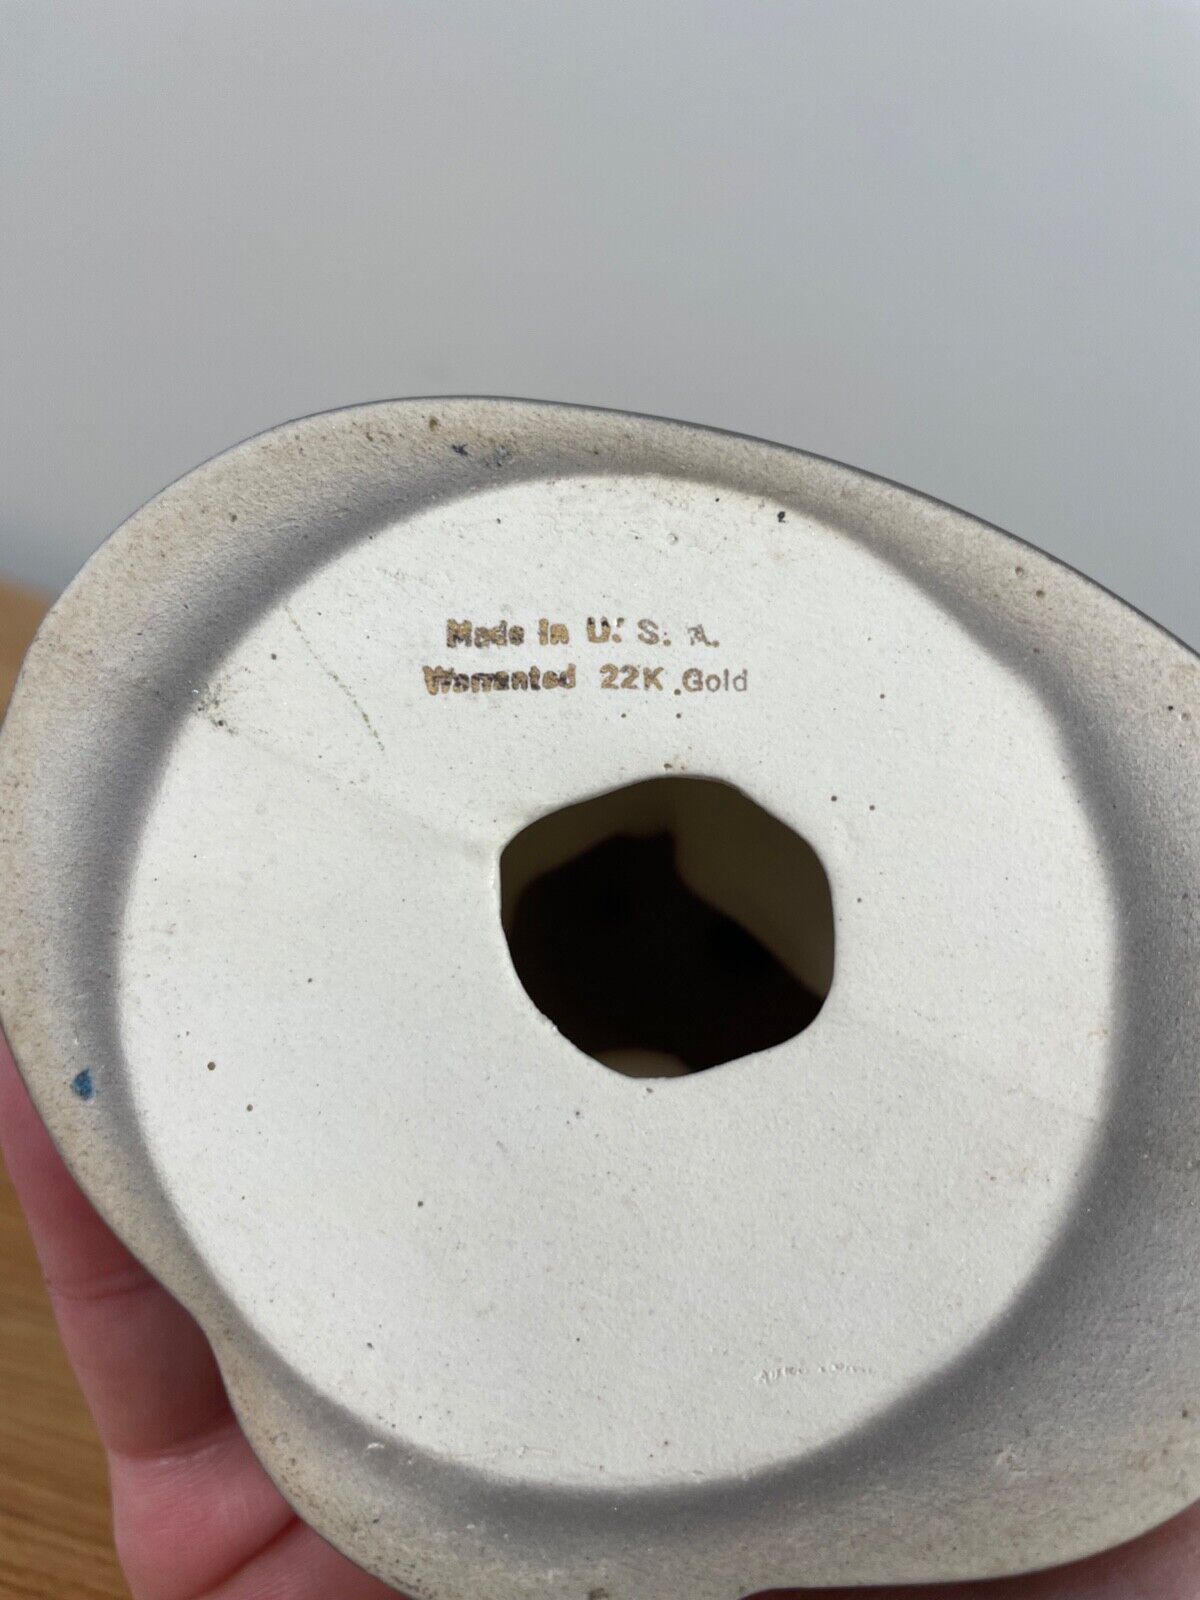 Made in U. S. A.
Warranted 22K Gold